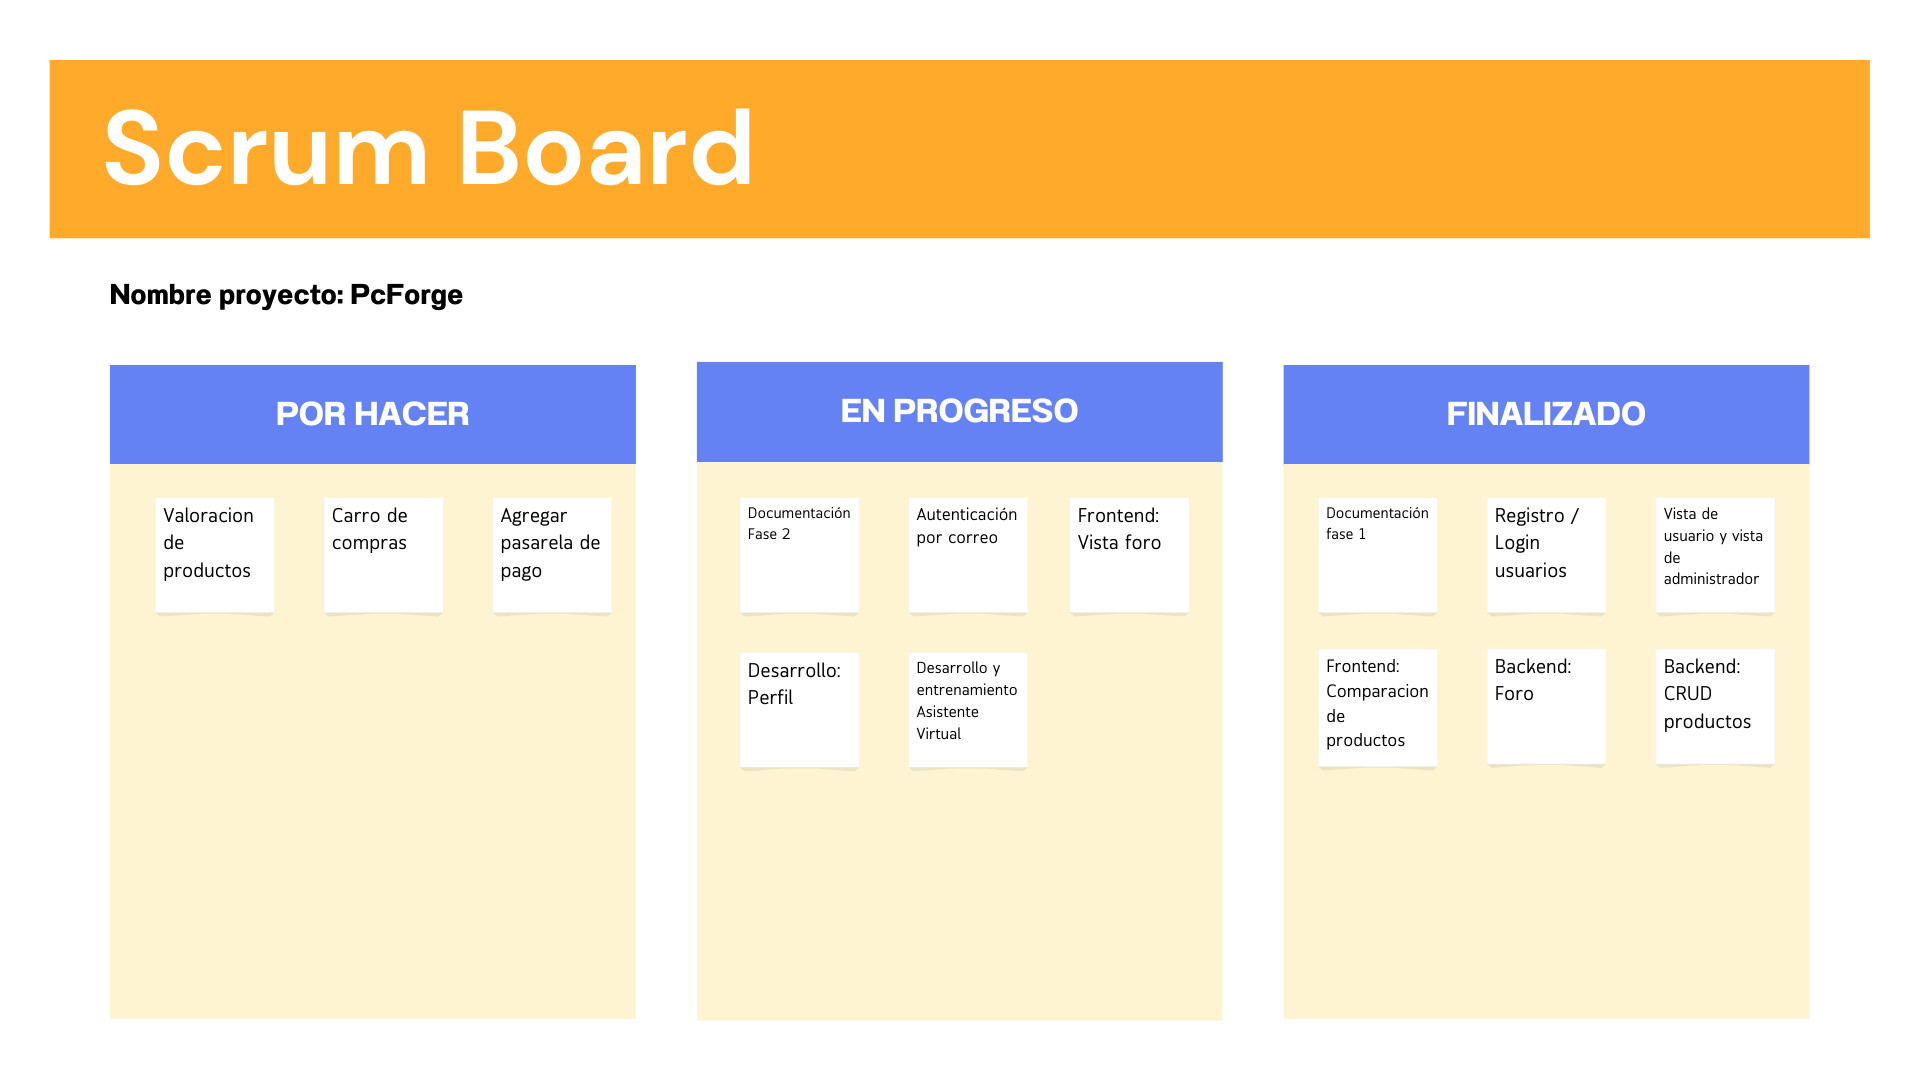 Scrum Board
Nombre proyecto: PcForge
POR HACER
Valoracion
de
productos
Carro de
compras
Agregar
pasarela de
pago
EN PROGRESO
Documentación
Fase 2
Autenticación
por correo
Frontend:
Vista foro
Desarrollo:
Perfil
Desarrollo y
entrenamiento
Asistente
Virtual
FINALIZADO
Documentación
fase 1
Registro /
Login
usuarios
Vista de
usuario y vista
de
administrador
Frontend:
Comparacion
de
productos
Backend:
Foro
Backend:
CRUD
productos